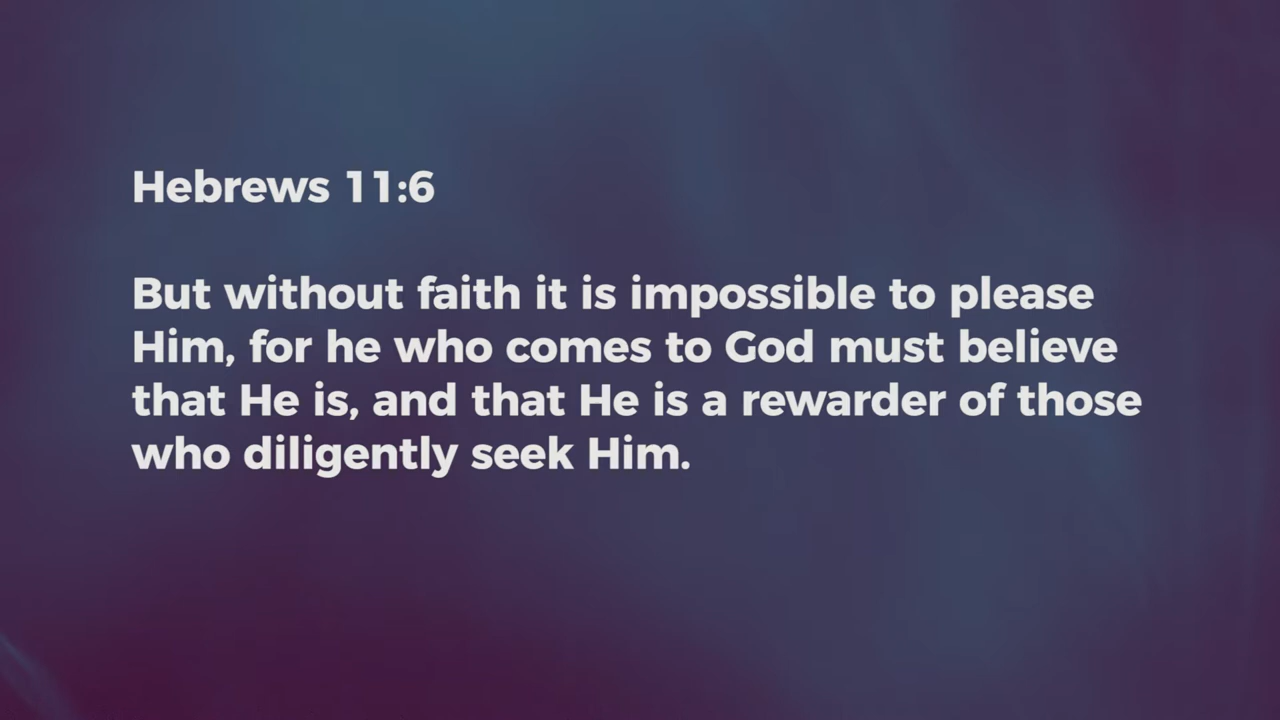 Hebrews 11:6
But without faith it is impossible to please
Him, for he who comes to God must believe
that He is, and that He is a rewarder of those
who diligently seek Him.